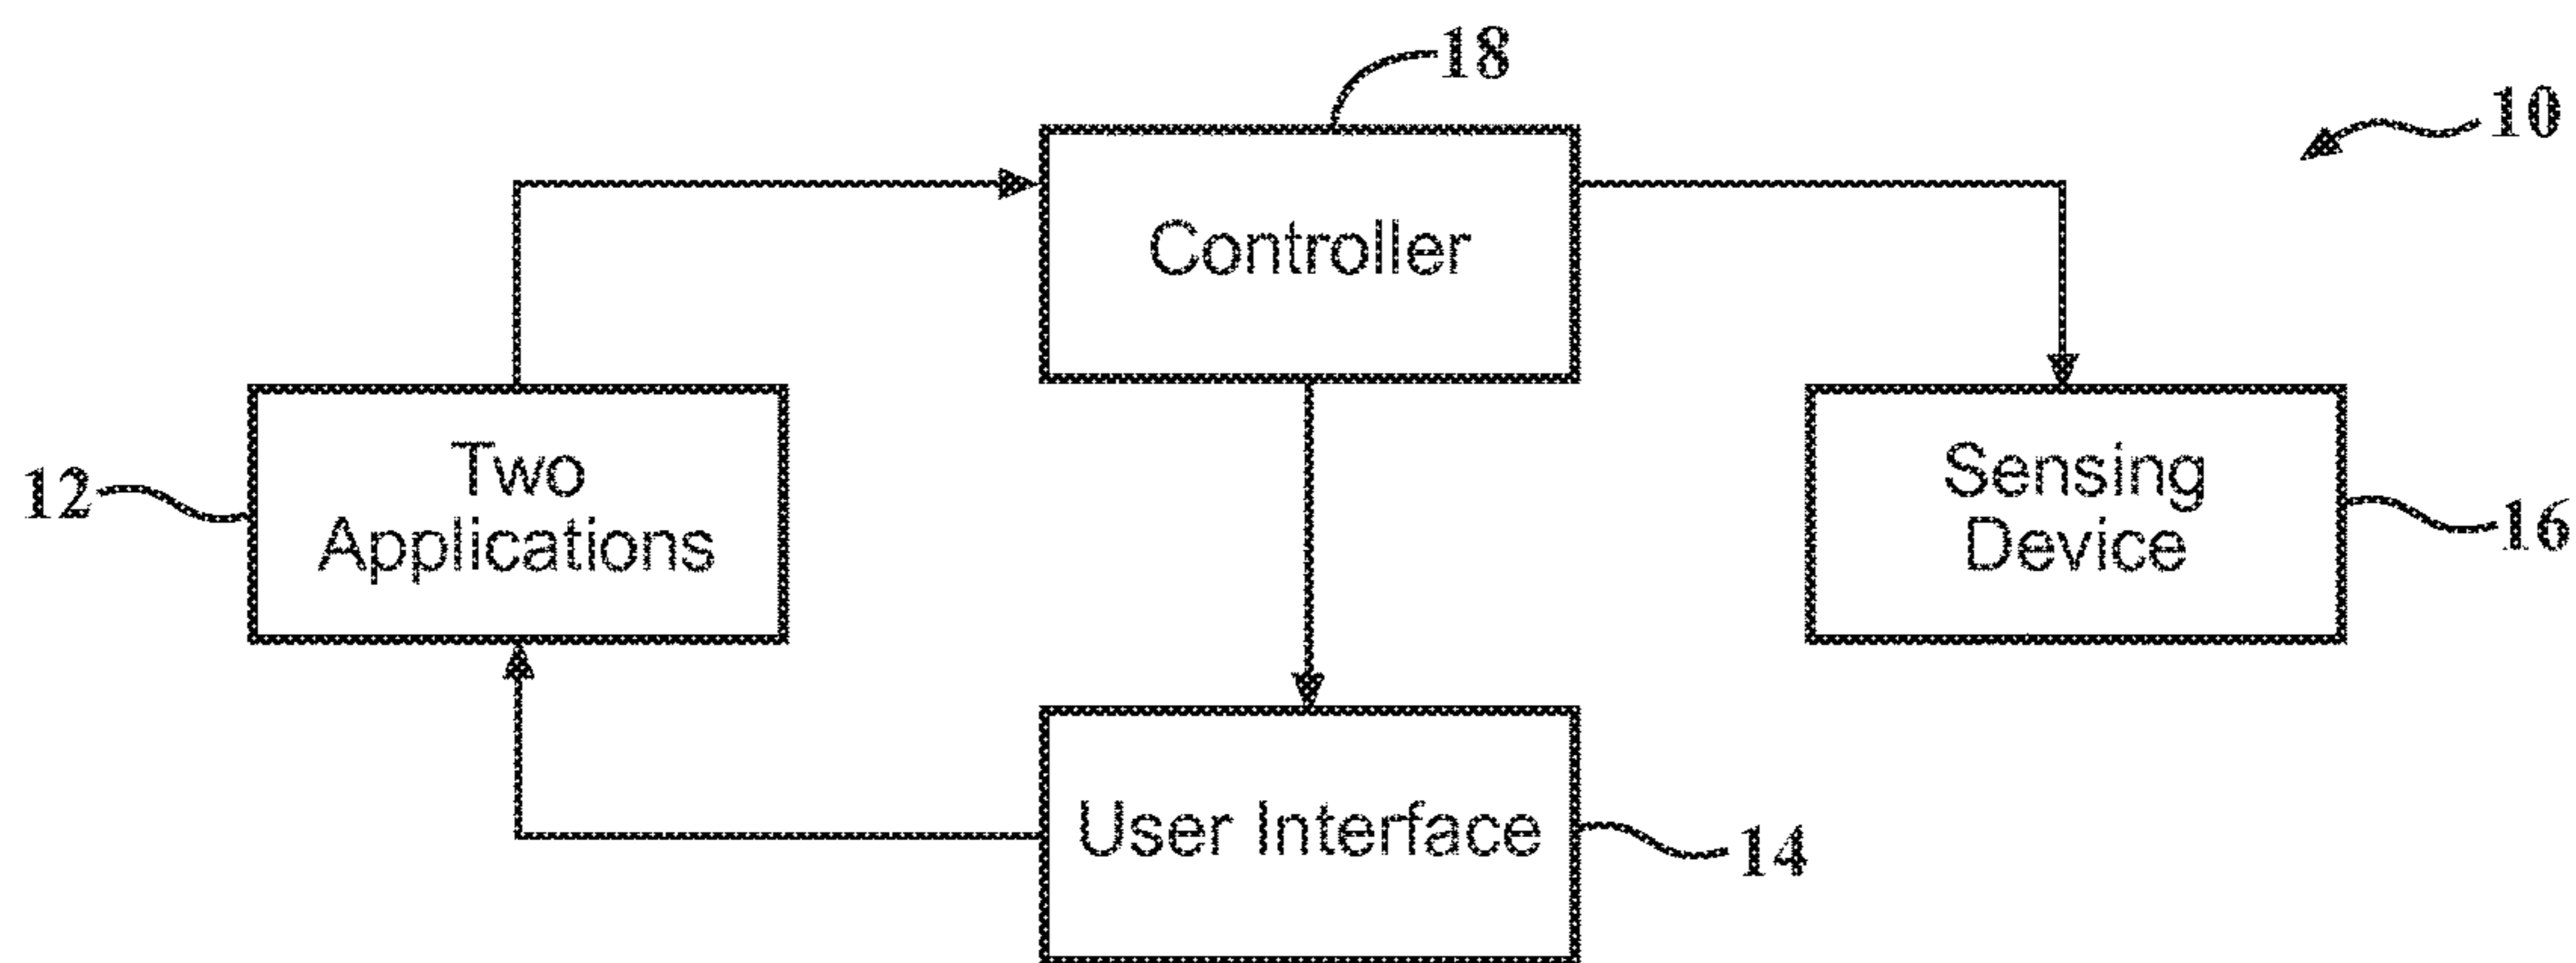 18
10
Controller
12
Two
Applications
Sensing
Device
16
User Interface
14